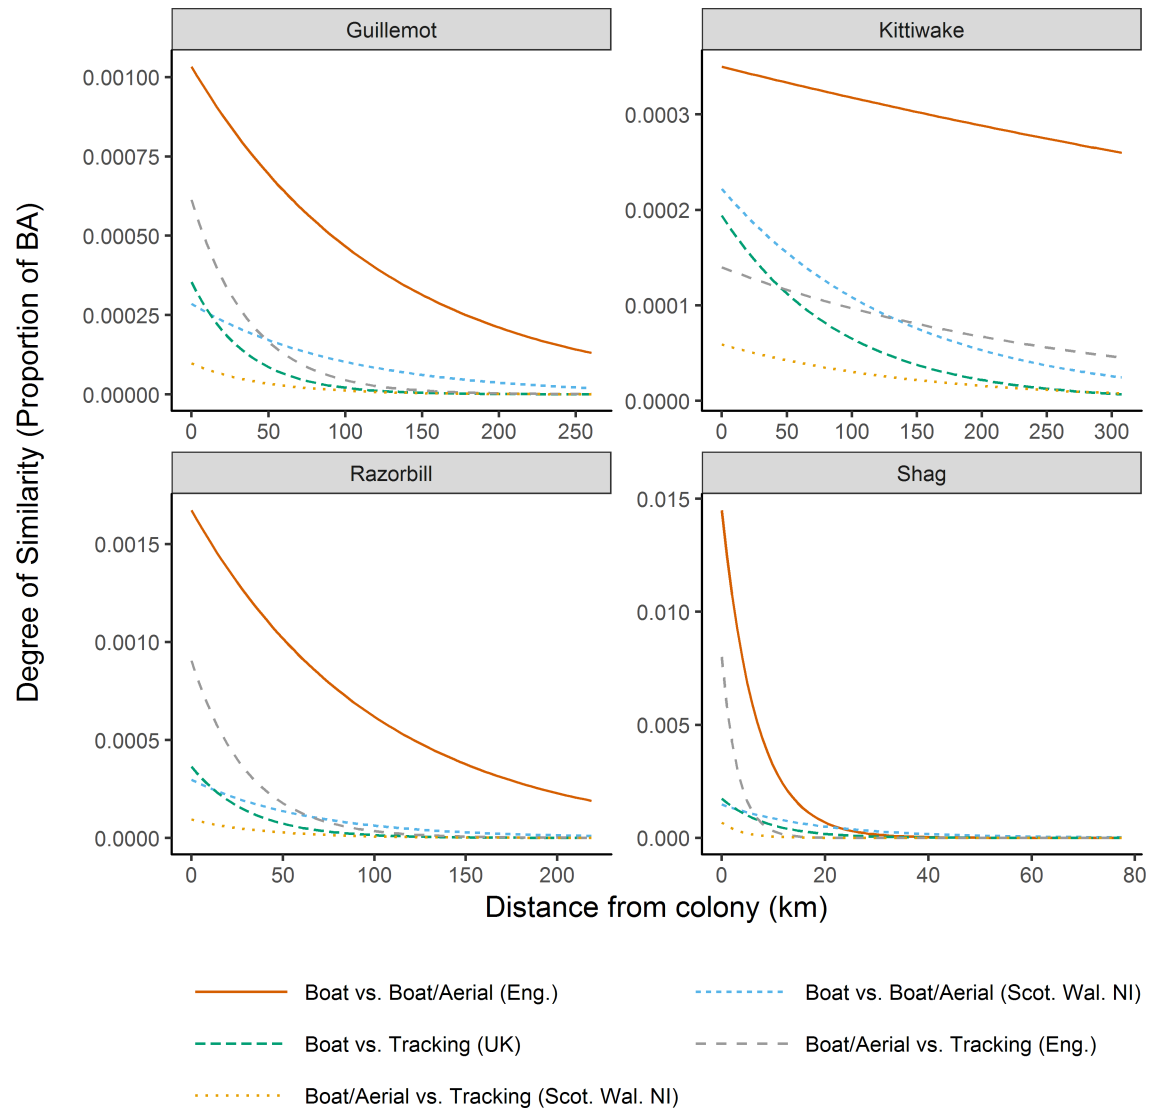 Guillemot
Kittiwake
0.00100
0.00075
0.00050
0.00025
0.00000
0.0003
0.0002
0.0001
0.0000
0 50 100 150 200 250
0 50 100 150 200 250 300
Razorbill
Shag
0.0015
0.0010
0.0005
0.0000
0.015
0.010
0.005
0.000
0 50 100 150 200
0 20 40 60 80
Degree of Similarity (Proportion of BA)
Distance from colony (km)
Boat vs. Boat/Aerial (Eng.)
Boat vs. Boat/Aerial (Scot. Wal. NI)
Boat vs. Tracking (UK)
Boat/Aerial vs. Tracking (Eng.)
Boat/Aerial vs. Tracking (Scot. Wal. NI)